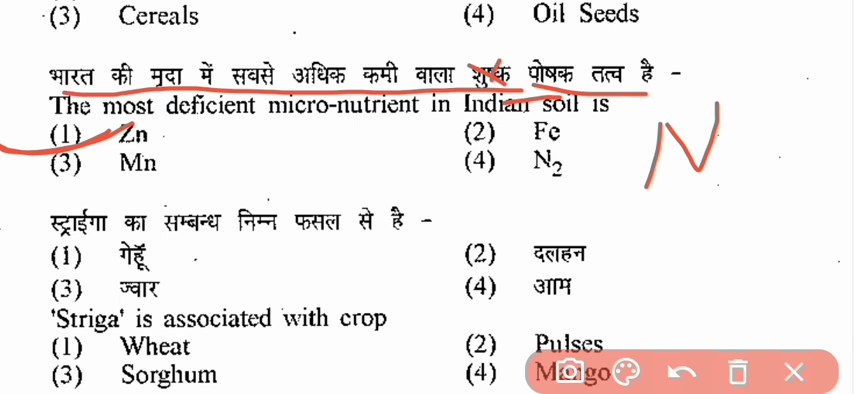 (3) Cereals (4) Oil Seeds
भारत की मृदा में सबसे अधिक कमी वाला शुष्क पोषक तत्व है -
The most deficient micro-nutrient in Indian soil is
(1) Zn (2) Fe
(3) Mn (4) N₂
N
स्ट्राईगा का सम्बन्ध निम्न फसल से है -
(1) गेहूँ (2) दलहन
(3) ज्वार (4) आम
'Striga' is associated with crop
(1) Wheat (2) Pulses
(3) Sorghum (4) Mango